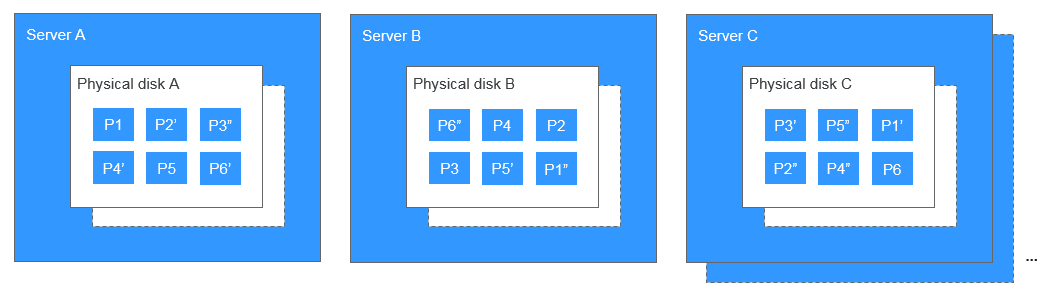 Server A
Physical disk A
P1 P2’ P3”
P4’ P5 P6’
Server B
Physical disk B
P6” P4 P2
P3 P5’ P1”
Server C
Physical disk C
P3’ P5” P1’
P2” P4” P6
...